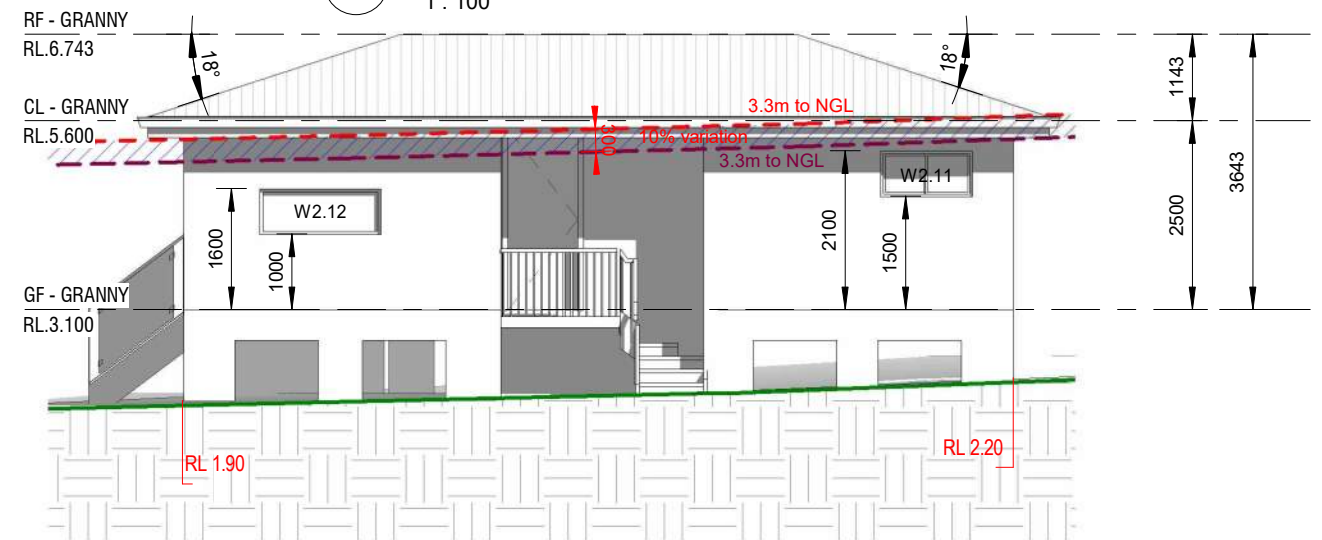 1 : 100
RF - GRANNY
RL.6.743
18°
18°
1143
CL - GRANNY
RL.5.600
3.3m to NGL
300
10% variation
3.3m to NGL
W2.11
3643
W2.12
1600
1000
2100
1500
2500
GF - GRANNY
RL.3.100
RL 1.90
RL 2.20